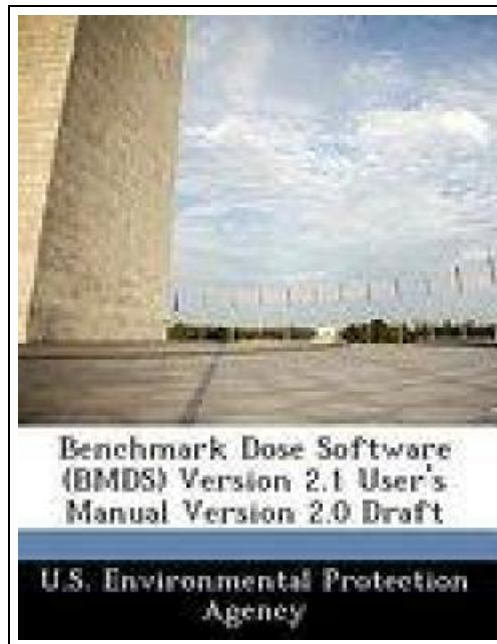 Benchmark Dose Software
(BMDS) Version 2.1 User's
Manual Version 2.0 Draft
U.S. Environmental Protection
Agency